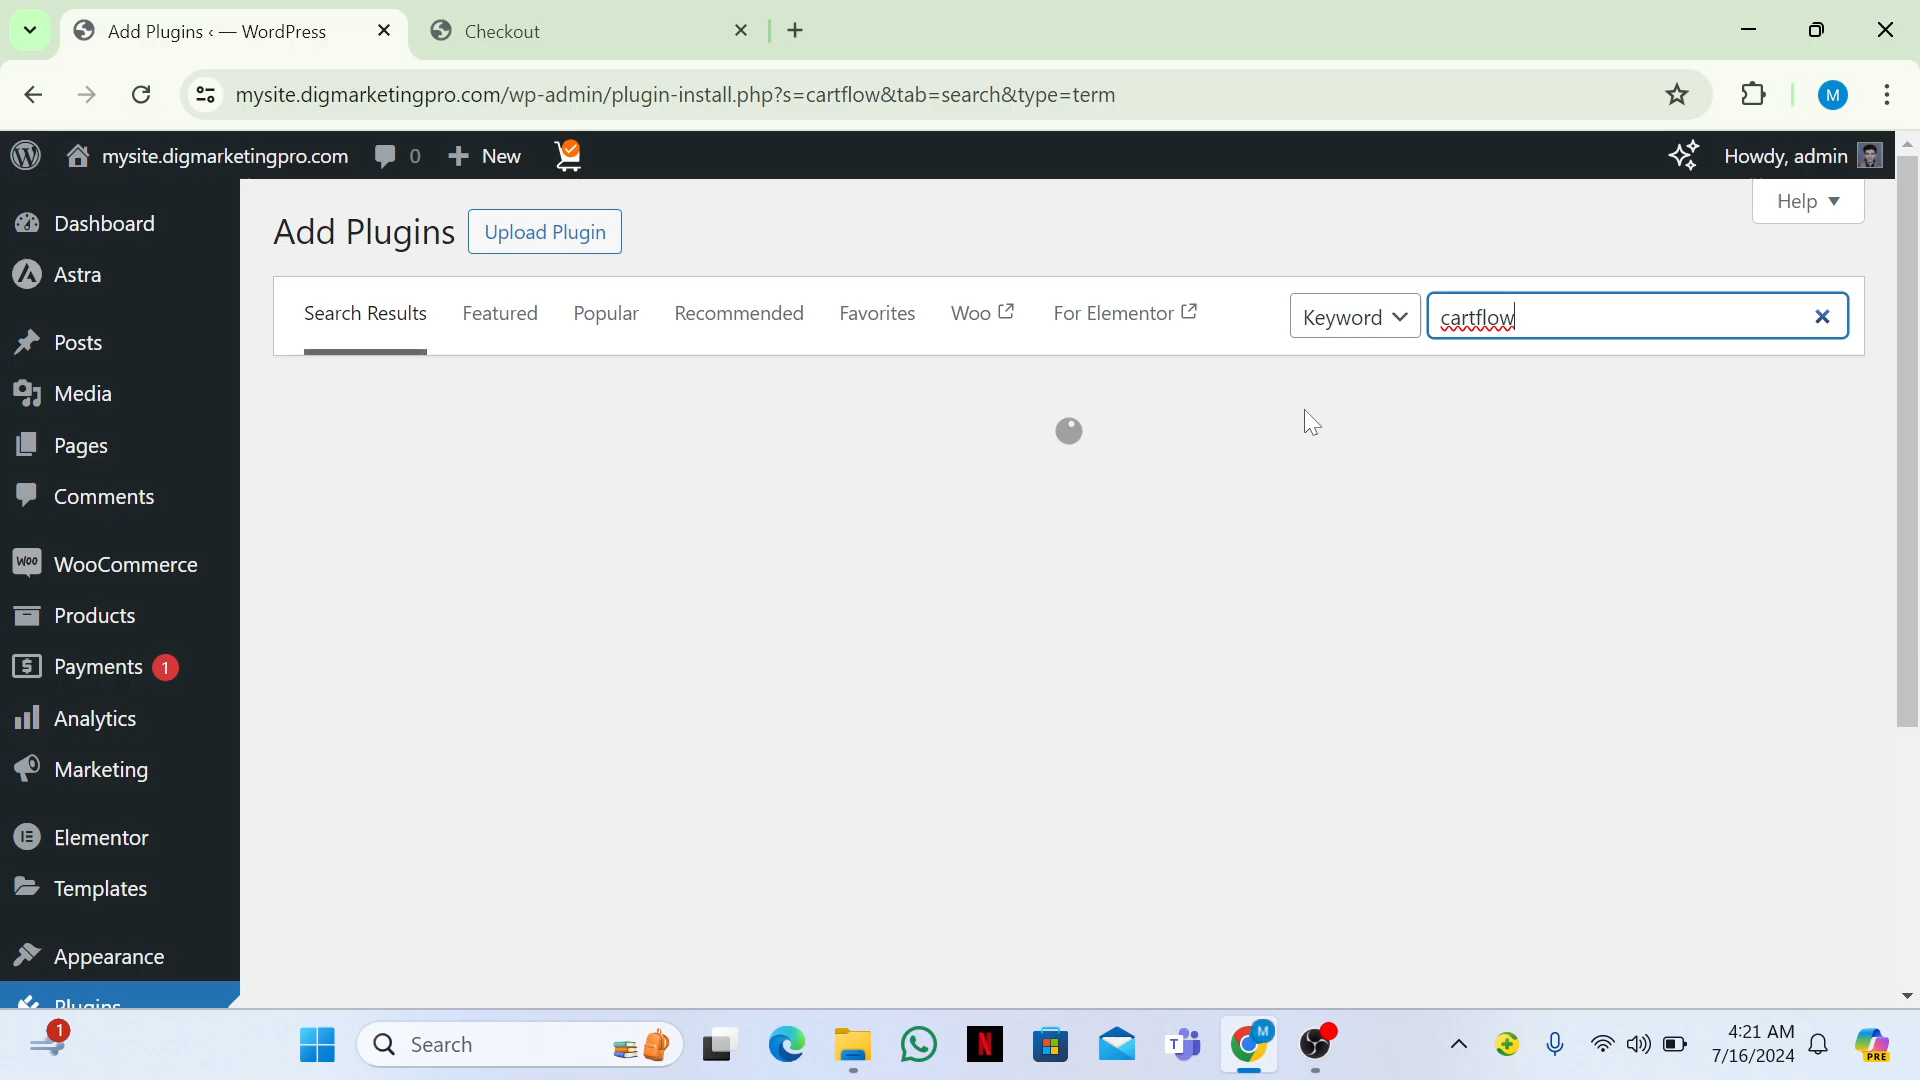 Add Plugins ‹ — WordPress
Checkout
mysite.digmarketingpro.com/wp-admin/plugin-install.php?s=cartflow&tab=search&type=term
M
mysite.digmarketingpro.com
0
New
Howdy, admin
Dashboard
Astra
Posts
Media
Pages
Comments
WOO
WooCommerce
Products
Payments 1
Analytics
Marketing
Elementor
Templates
Appearance
Plugins
Help
Add Plugins
Upload Plugin
Search Results
Featured
Popular
Recommended
Favorites
Woo
For Elementor
Keyword
cartflow
1
Search
N
T
M
4:21 AM
7/16/2024
PRE